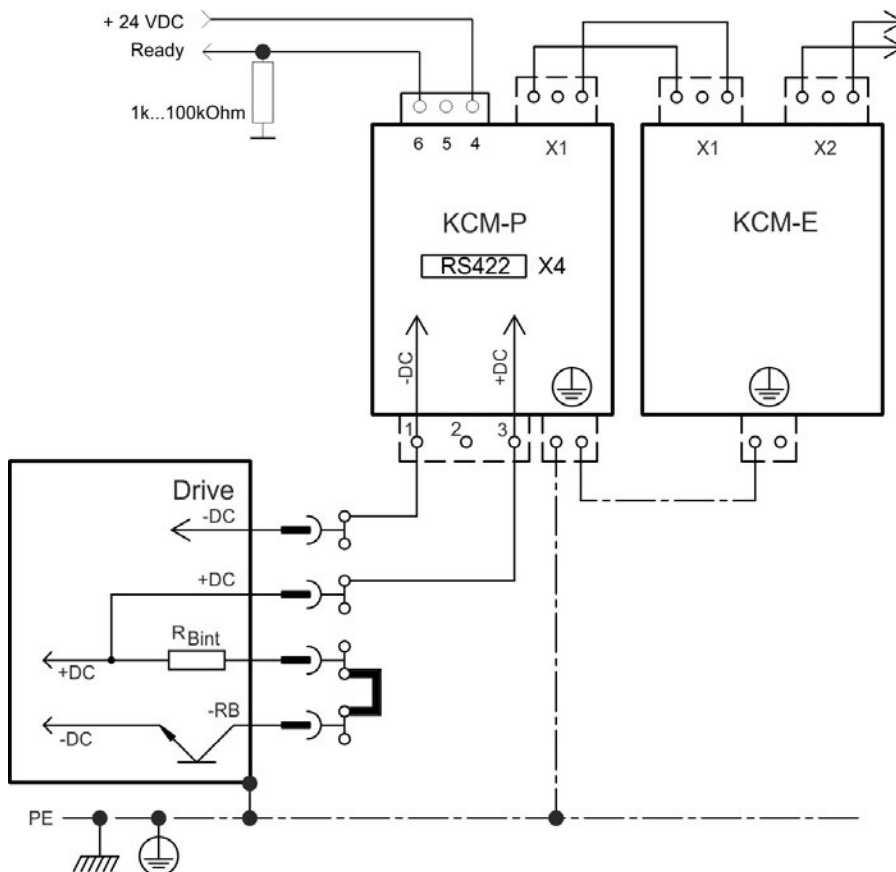 + 24 VDC
Ready
1k...100kOhm
6 5 4
X1
X1
X2
KCM-P
KCM-E
RS422 X4
-DC
+DC
1 2 3
Drive
-DC
+DC
RBint
+DC
-RB
-DC
PE